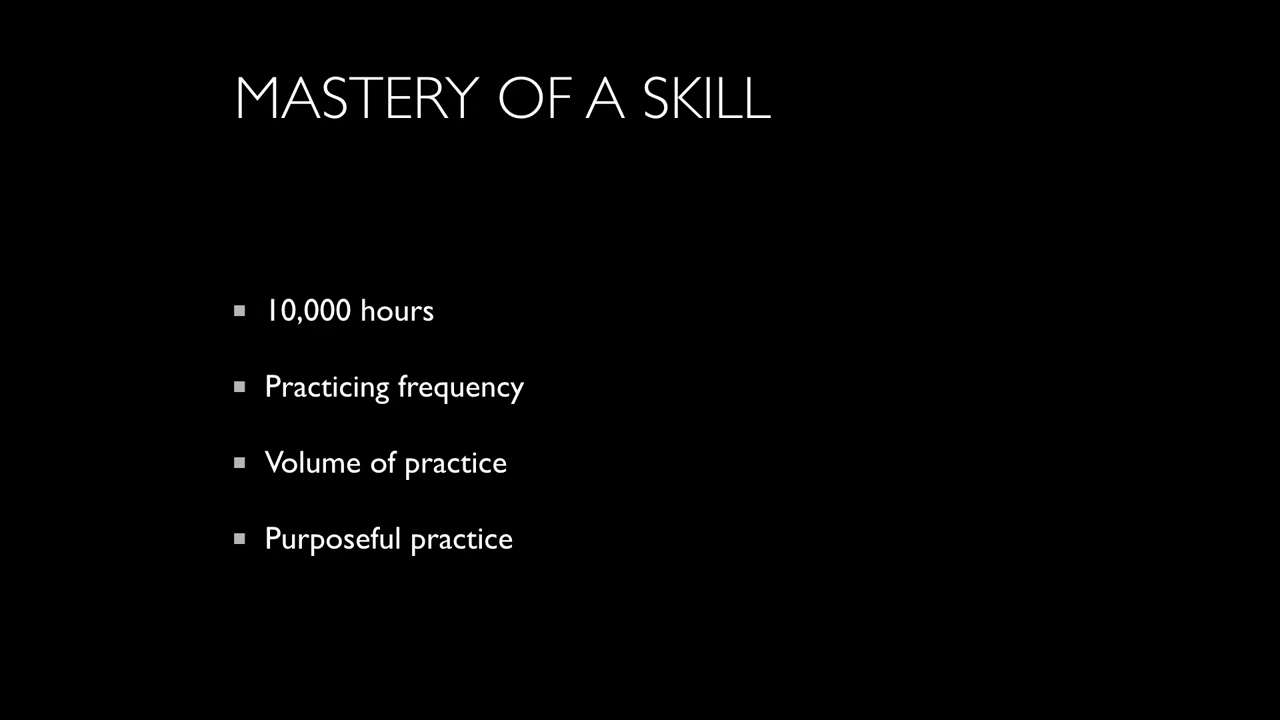 MASTERY OF A SKILL
▪ 10,000 hours
▪ Practicing frequency
▪ Volume of practice
▪ Purposeful practice